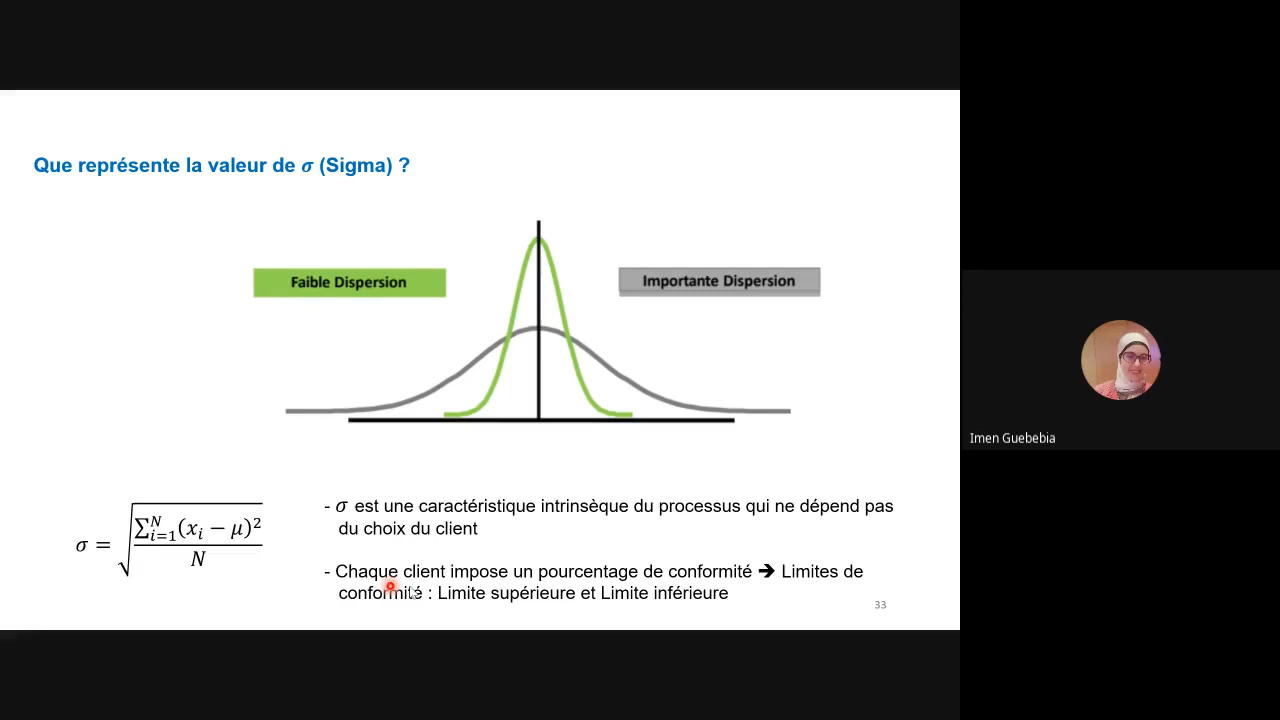 Que représente la valeur de σ (Sigma) ?
Faible Dispersion
Importante Dispersion
σ = √(∑ᵢ₌₁ᴺ(xᵢ − μ)² / N)
- σ est une caractéristique intrinsèque du processus qui ne dépend pas
du choix du client
- Chaque client impose un pourcentage de conformité ➔ Limites de
conformité : Limite supérieure et Limite inférieure
33
Imen Guebebia